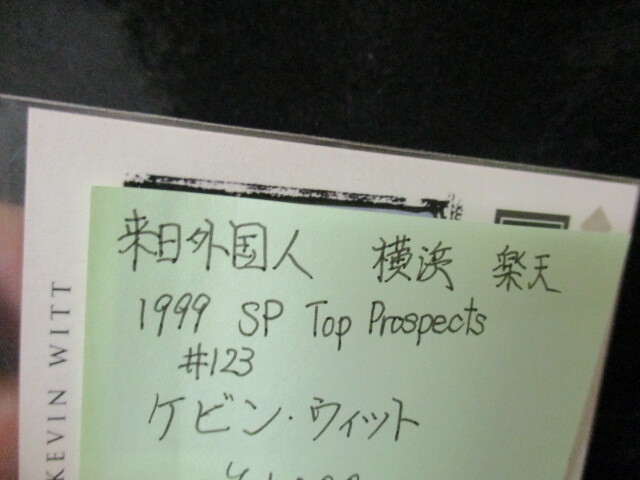 来日外国人 横浜 楽天
1999 SP Top Prospects
#123
ケビン・ウィット
KEVIN WITT